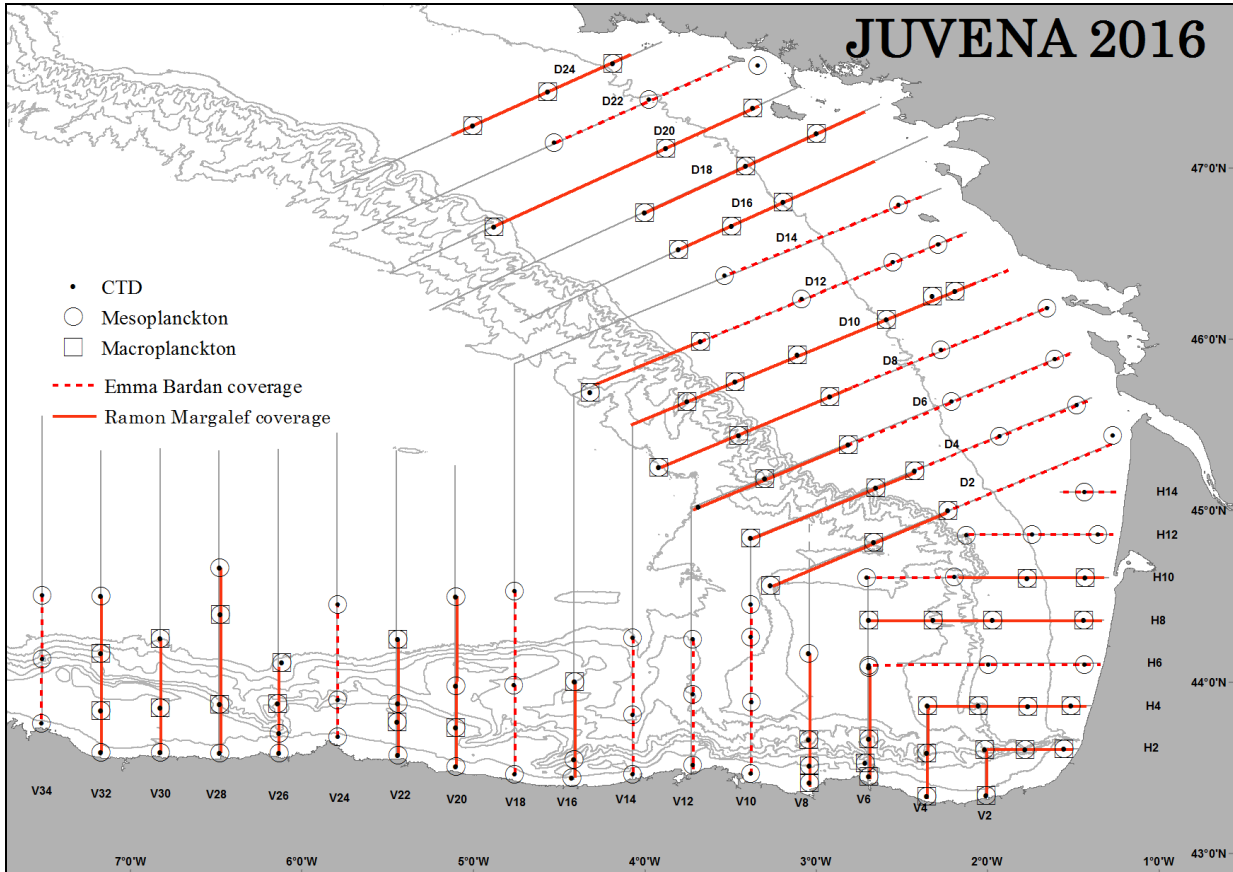 JUVENA 2016
D24
D22
D20
D18
D16
D14
D12
D10
D8
D6
D4
D2
47°0'N
46°0'N
45°0'N
44°0'N
43°0'N
CTD
Mesoplanckton
Macroplanckton
Emma Bardan coverage
Ramon Margalef coverage
H14
H12
H10
H8
H6
H4
H2
V34
V32
V30
V28
V26
V24
V22
V20
V18
V16
V14
V12
V10
V8
V6
V4
V2
7°0'W
6°0'W
5°0'W
4°0'W
3°0'W
2°0'W
1°0'W